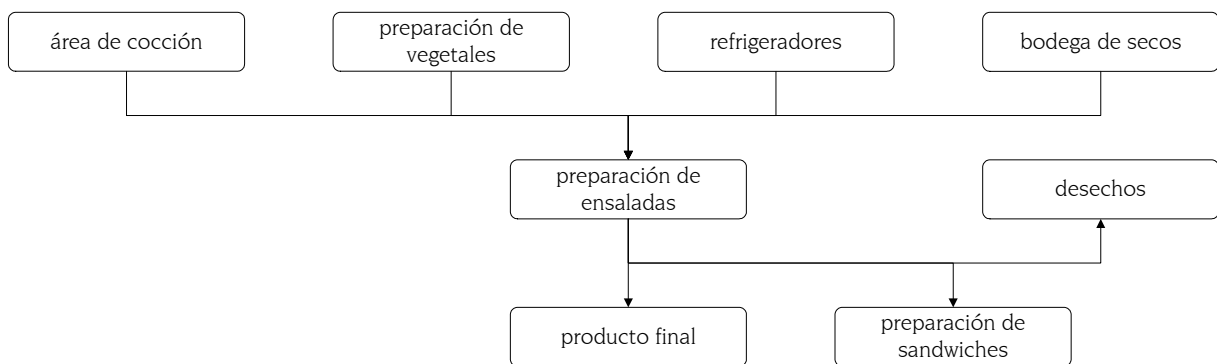 área de cocción
preparación de
vegetales
refrigeradores
bodega de secos
preparación de
ensaladas
desechos
producto final
preparación de
sandwiches